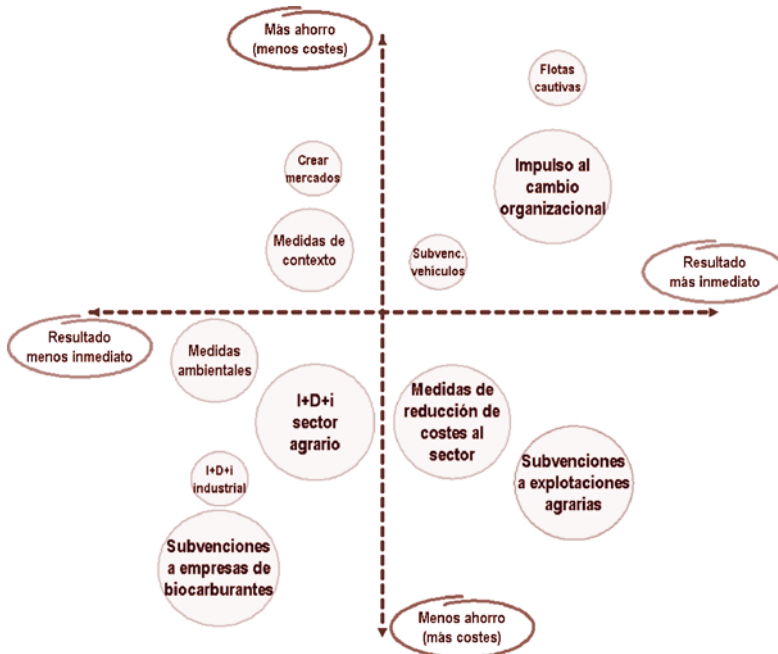 Más ahorro
(menos costes)
Flotas
cautivas
Crear
mercados
Impulso al
cambio
organizacional
Medidas de
contexto
Subvenc.
vehículos
Resultado
más inmediato
Resultado
menos inmediato
Medidas
ambientales
I+D+i
sector
agrario
Medidas de
reducción de
costes al
sector
Subvenciones
a explotaciones
agrarias
I+D+i
industrial
Subvenciones
a empresas de
biocarburantes
Menos ahorro
(más costes)